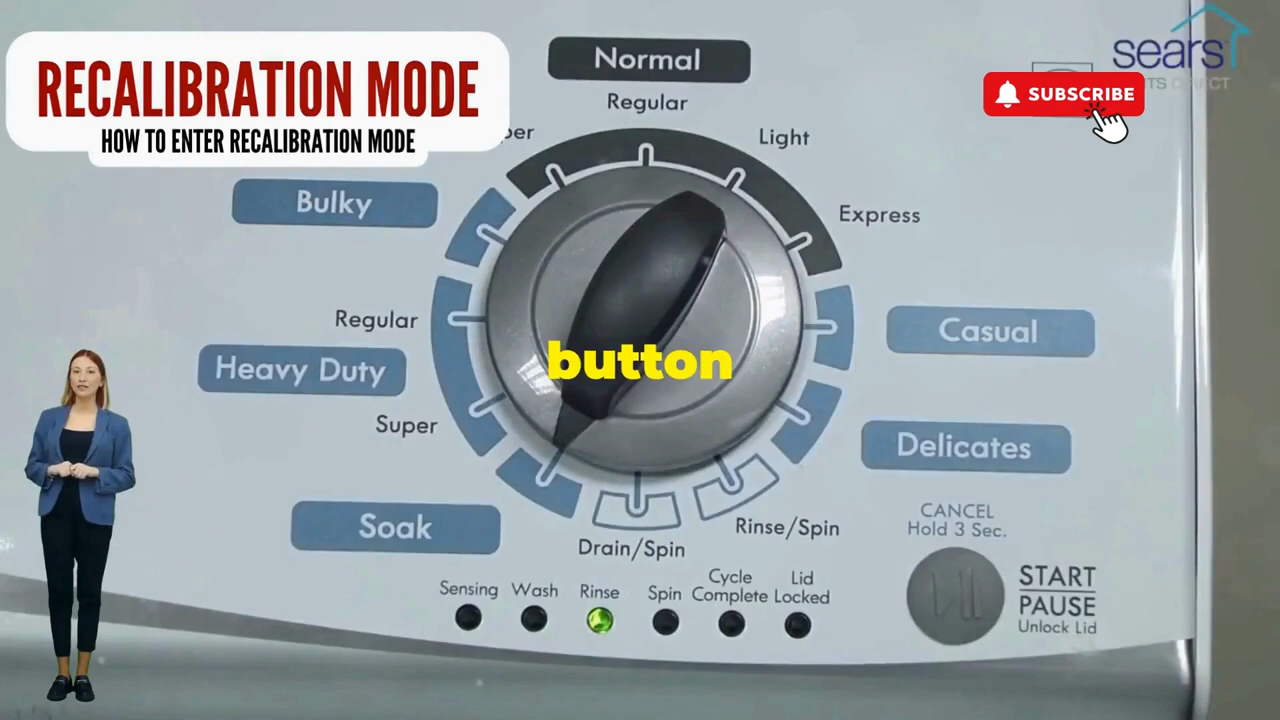 RECALIBRATION MODE
HOW TO ENTER RECALIBRATION MODE
sears
DIRECT
SUBSCRIBE
Normal
Regular
Light
Express
Bulky
Regular
Heavy Duty
Super
Soak
Casual
Delicates
Rinse/Spin
Drain/Spin
button
CANCEL
Hold 3 Sec.
START
PAUSE
Unlock Lid
Sensing
Wash
Rinse
Spin
Cycle
Complete
Lid
Locked